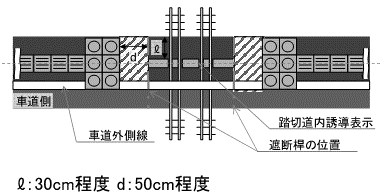 ℓ
d
車道側
車道外側線
踏切道内誘導表示
遮断桿の位置
ℓ:30cm程度 d:50cm程度